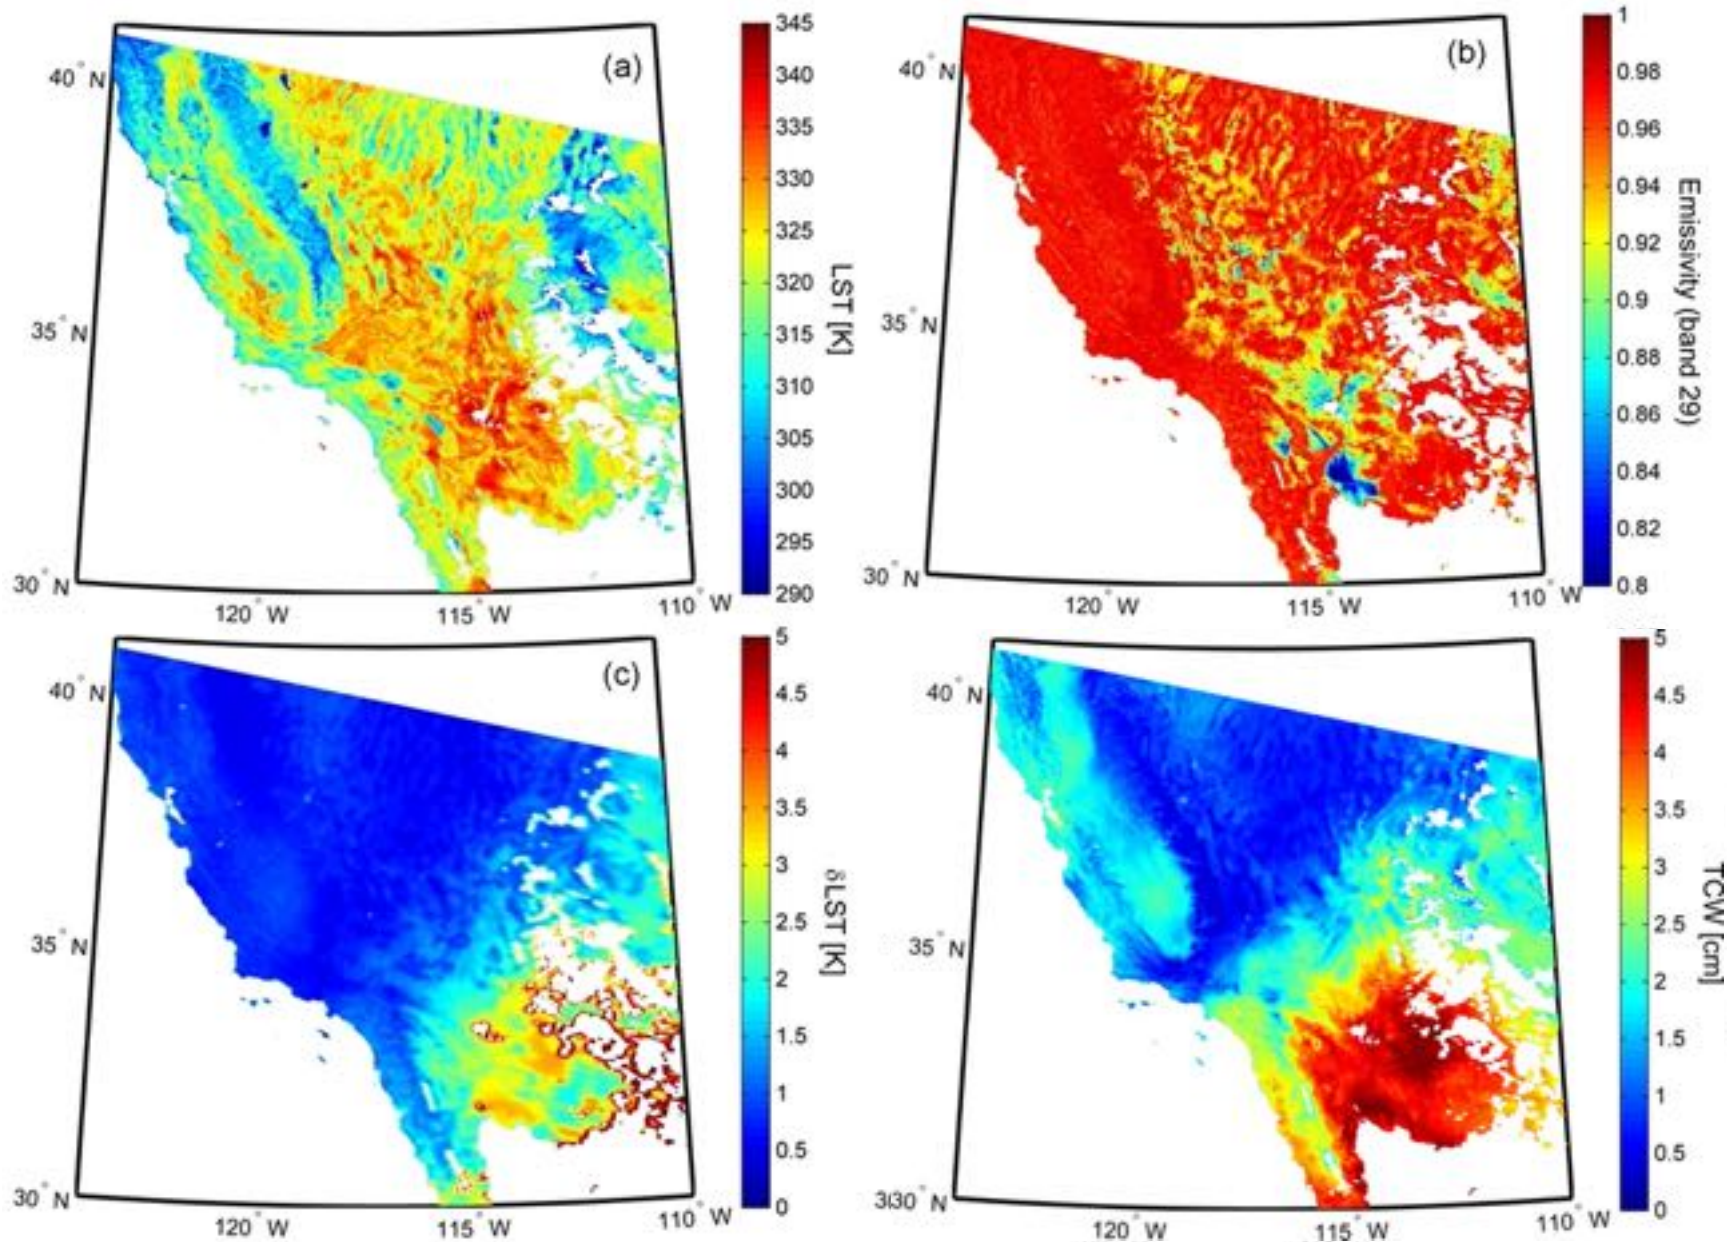 (a)
40° N
35° N
30° N
120° W
115° W
110° W
345
340
335
330
325
320
315
310
305
300
295
290
LST [K]
(b)
40° N
35° N
30° N
120° W
115° W
110° W
1
0.98
0.96
0.94
0.92
0.9
0.88
0.86
0.84
0.82
0.8
Emissivity (band 29)
(c)
40° N
35° N
30° N
120° W
115° W
110° W
5
4.5
4
3.5
3
2.5
2
1.5
1
0.5
0
δLST [K]
40° N
35° N
3(30° N
120° W
115° W
110° W
5
4.5
4
3.5
3
2.5
2
1.5
1
0.5
0
TCW [cm]